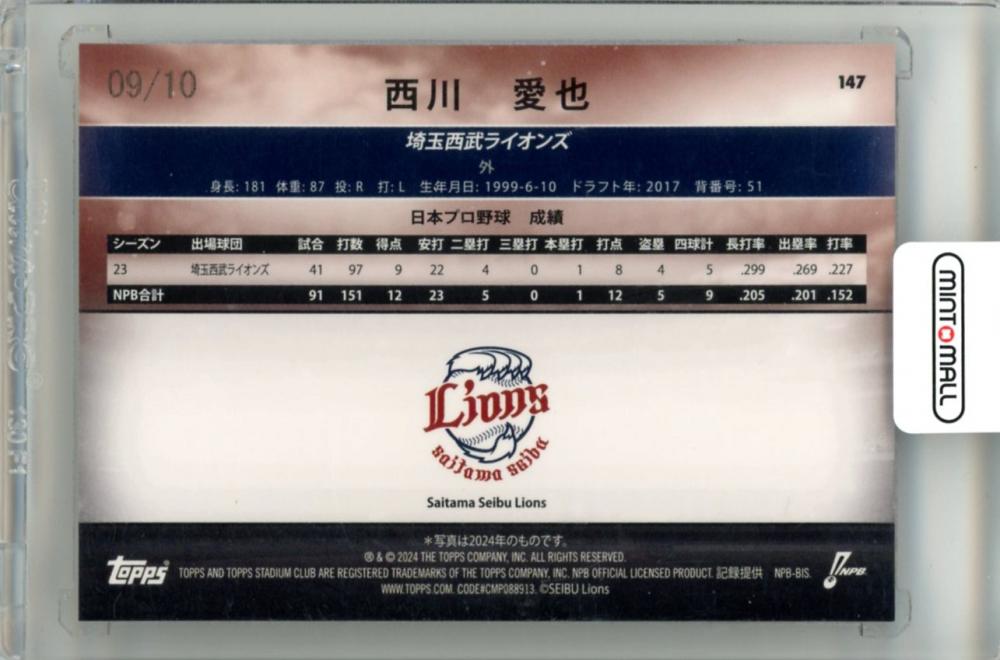 09/10
西川　愛也
147
埼玉西武ライオンズ
外
身長: 181 体重: 87 投: R 打: L 生年月日: 1999-6-10 ドラフト年: 2017 背番号: 51
日本プロ野球　成績
シーズン 出場球団 試合 打数 得点 安打 二塁打 三塁打 本塁打 打点 盗塁 四球計 長打率 出塁率 打率
23 埼玉西武ライオンズ 41 97 9 22 4 0 1 8 4 5 .299 .269 .227
NPB合計 91 151 12 23 5 0 1 12 5 9 .205 .201 .152
MINT MALL
Lions
saitama seibu
Saitama Seibu Lions
＊写真は2024年のものです。
® & © 2024 THE TOPPS COMPANY, INC. ALL RIGHTS RESERVED.
topps TOPPS AND TOPPS STADIUM CLUB ARE REGISTERED TRADEMARKS OF THE TOPPS COMPANY, INC. NPB OFFICIAL LICENSED PRODUCT. 記録提供 NPB-BIS. NPB
WWW.TOPPS.COM. CODE#CMP088913. ©SEIBU Lions